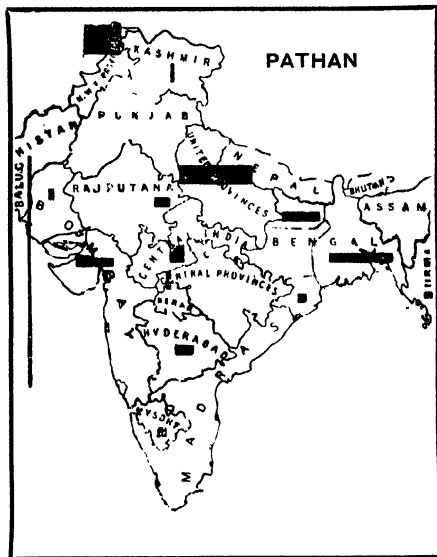 PATHAN
KASHMIR
N.W.F.
PUNJAB
BALUCHISTAN
RAJPUTANA
UNITED PROVINCES
NEPAL
BHUTAN
ASSAM
BENGAL
BURMA
CENTRAL INDIA
CENTRAL PROVINCES
BERAR
BOMBAY
HYDERABAD
MYSORE
MADRAS